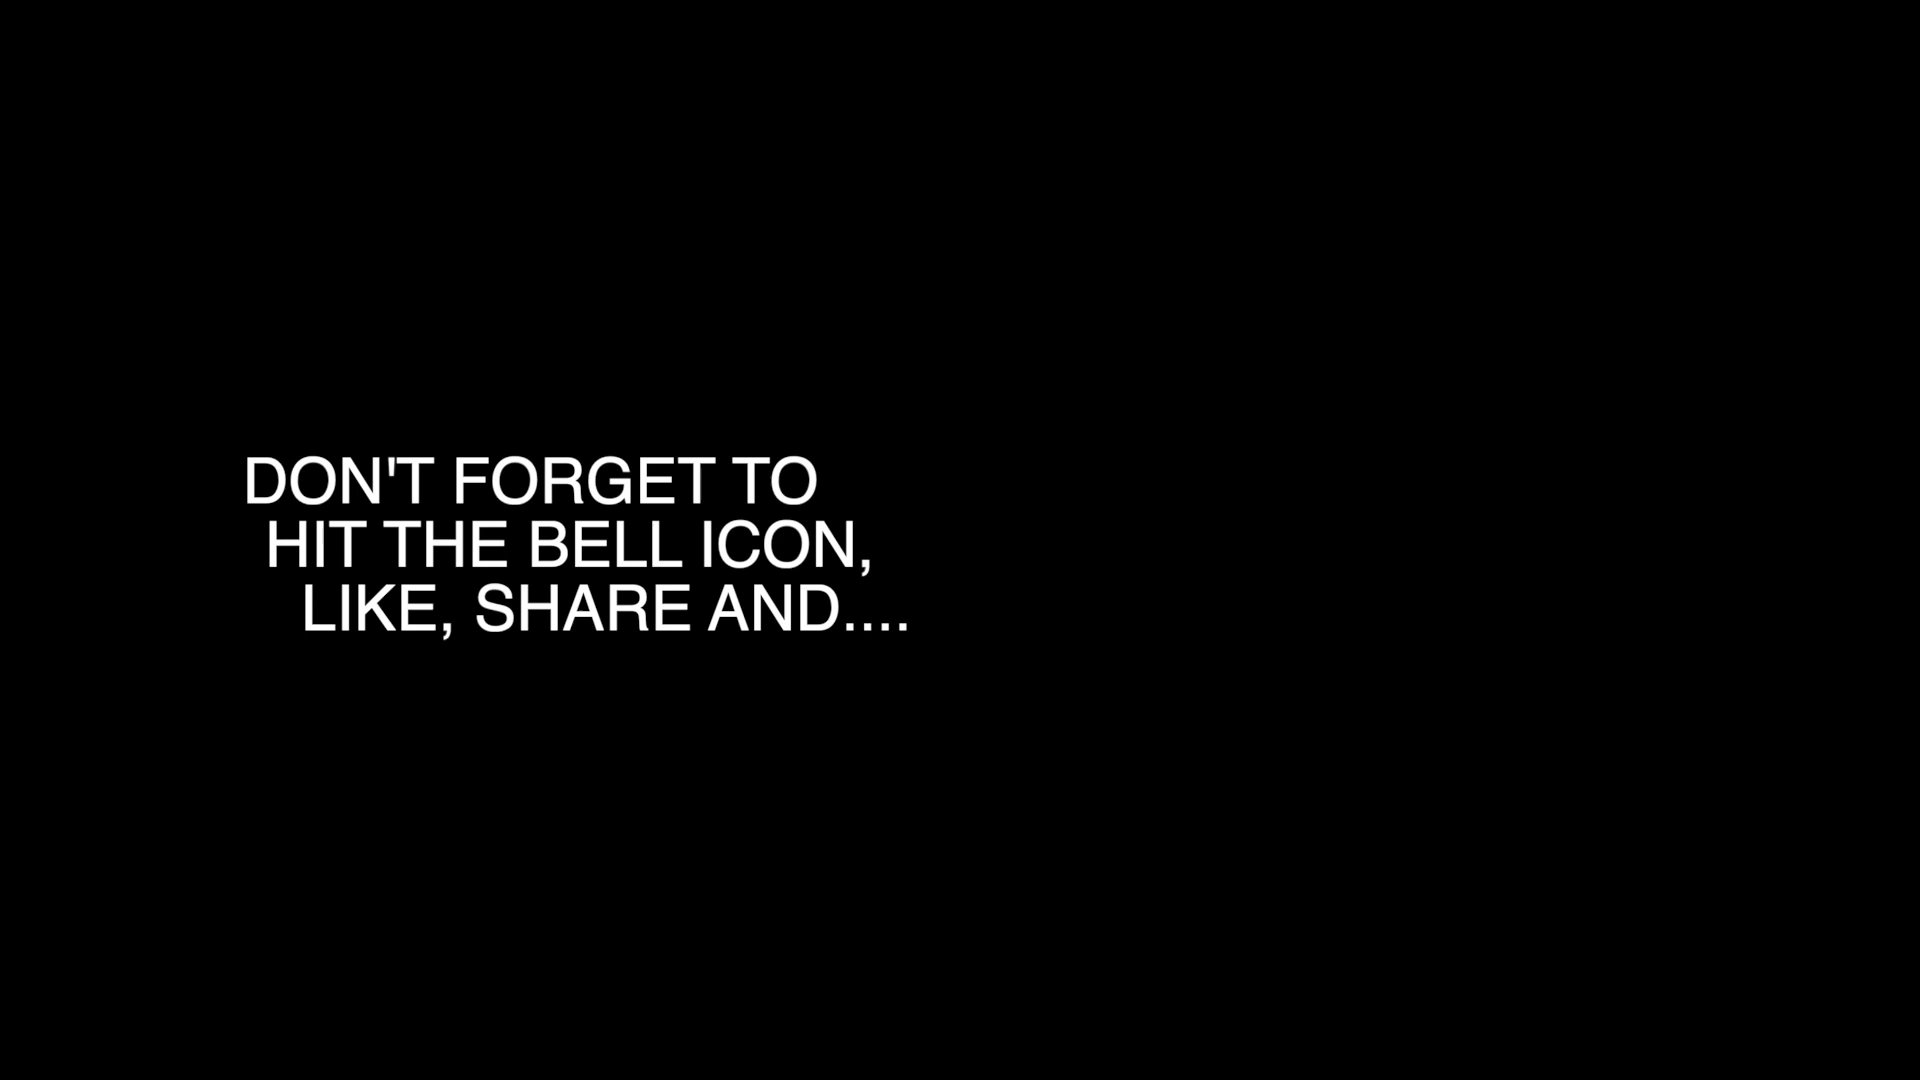 DON'T FORGET TO
HIT THE BELL ICON,
LIKE, SHARE AND....